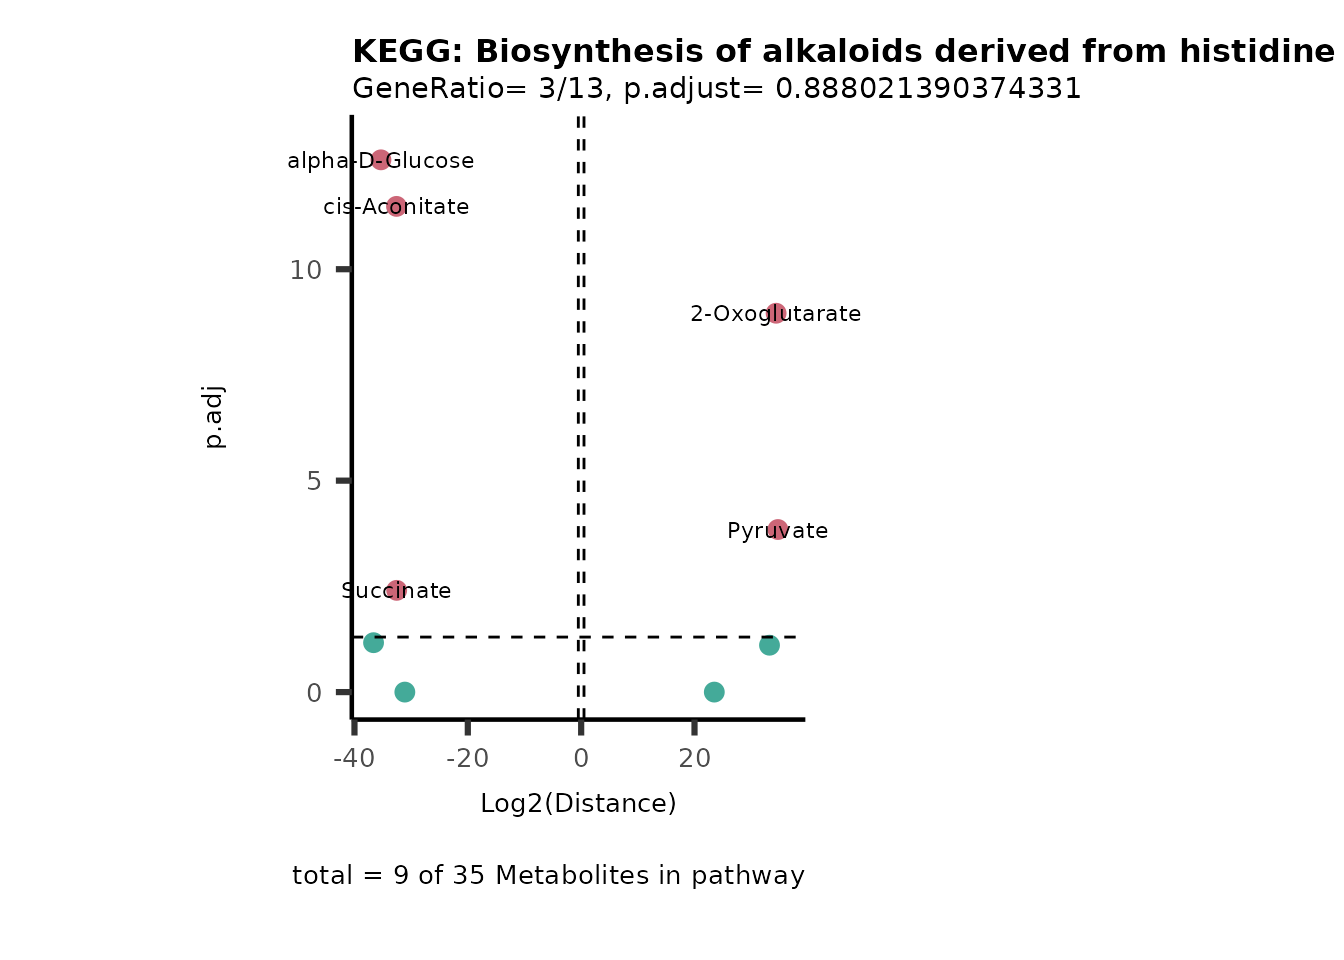 KEGG: Biosynthesis of alkaloids derived from histidine
GeneRatio= 3/13, p.adjust= 0.888021390374331
alpha-D-Glucose
cis-Aconitate
10
2-Oxoglutarate
p.adj
5
Pyruvate
Succinate
0
-40 -20 0 20
Log2(Distance)
total = 9 of 35 Metabolites in pathway